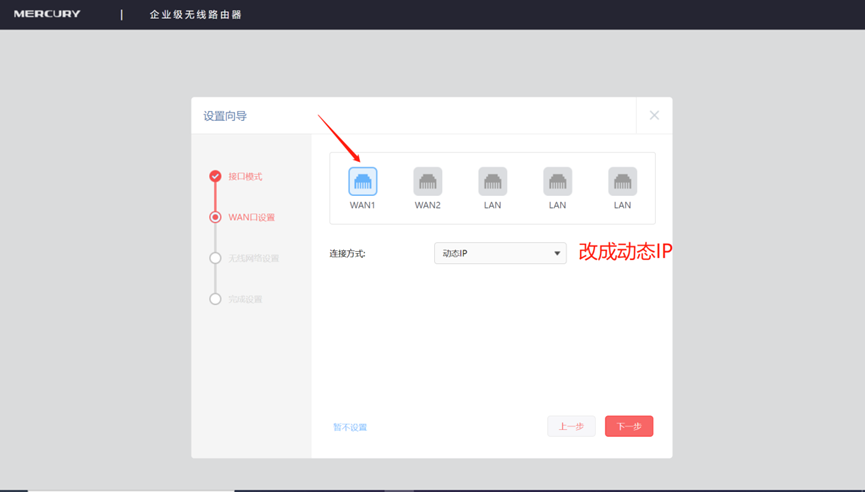 MERCURY | 企业级无线路由器
设置向导
接口模式
WAN口设置
无线网络设置
完成设置
WAN1 WAN2 LAN LAN LAN
连接方式: 动态IP 改成动态IP
暂不设置 上一步 下一步